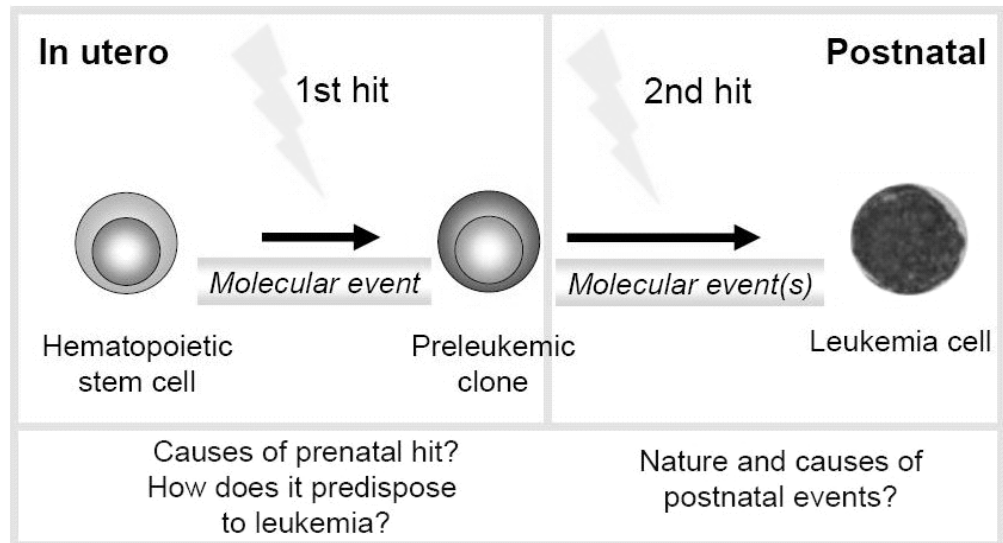 In utero
Postnatal
1st hit
2nd hit
Molecular event
Molecular event(s)
Hematopoietic
stem cell
Preleukemic
clone
Leukemia cell
Causes of prenatal hit?
How does it predispose
to leukemia?
Nature and causes of
postnatal events?